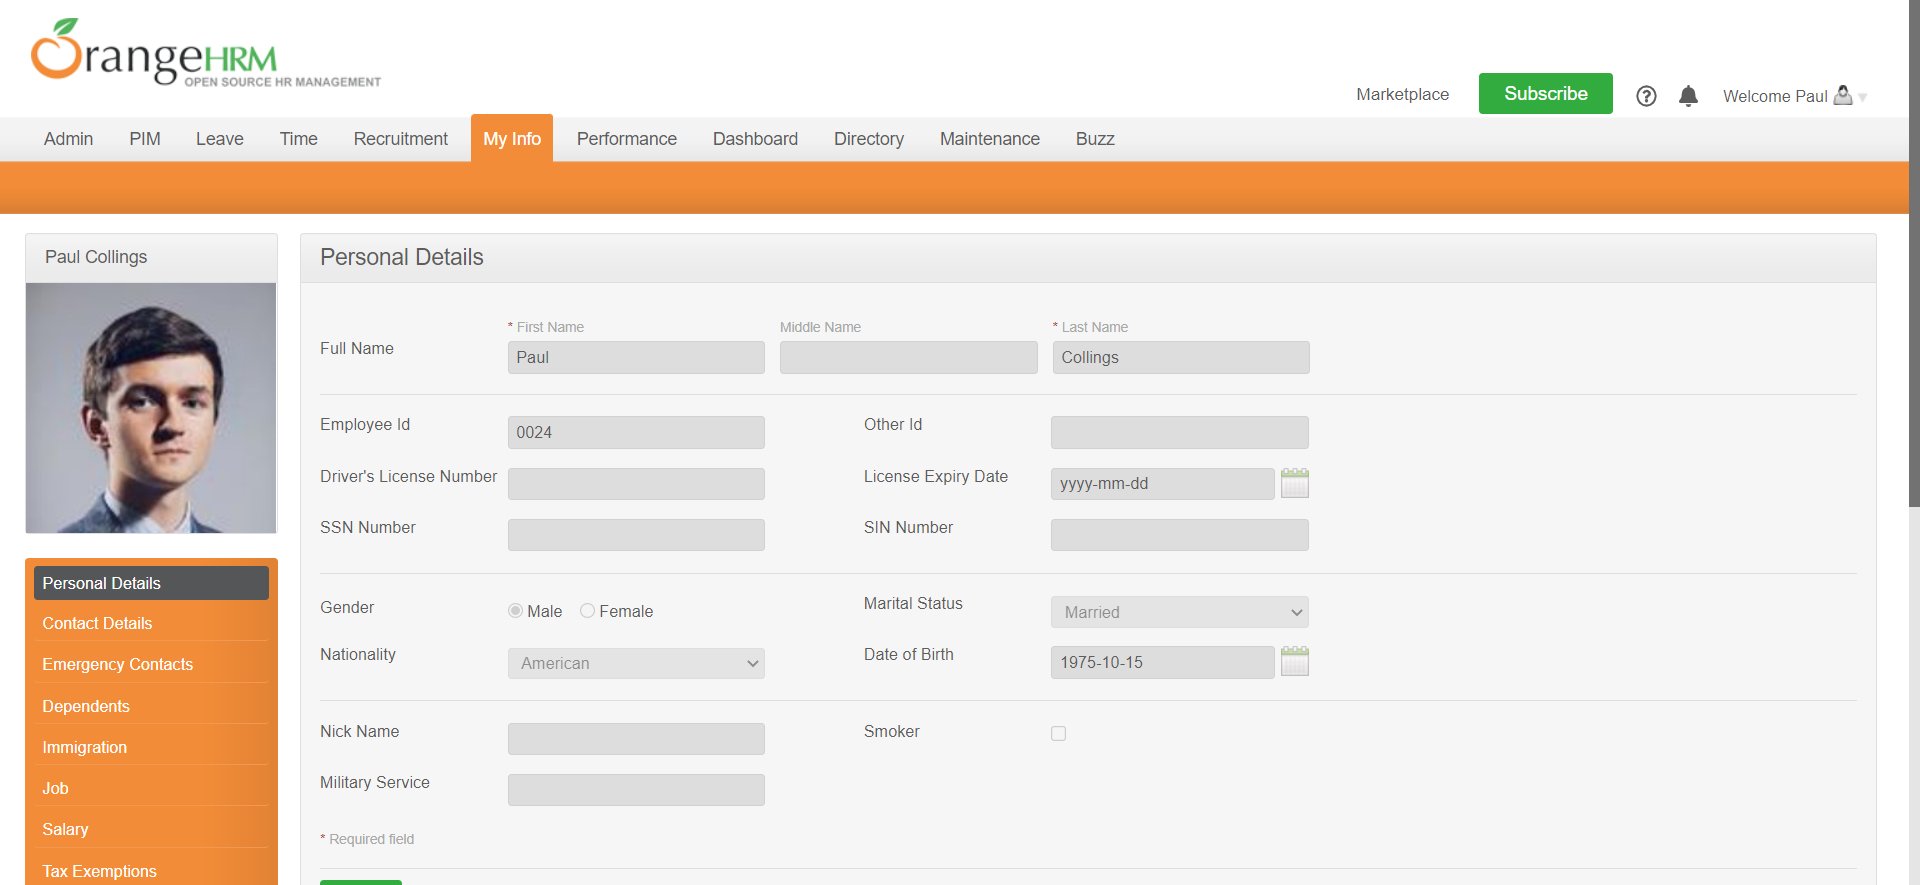 OrangeHRM
OPEN SOURCE HR MANAGEMENT
Marketplace
Subscribe
Welcome Paul
Admin PIM Leave Time Recruitment My Info Performance Dashboard Directory Maintenance Buzz
Paul Collings
Personal Details
Contact Details
Emergency Contacts
Dependents
Immigration
Job
Salary
Tax Exemptions
Personal Details
* First Name Middle Name * Last Name
Full Name
Paul Collings
Employee Id 0024 Other Id
Driver's License Number License Expiry Date yyyy-mm-dd
SSN Number SIN Number
Gender Male Female Marital Status Married
Nationality American Date of Birth 1975-10-15
Nick Name Smoker
Military Service
* Required field